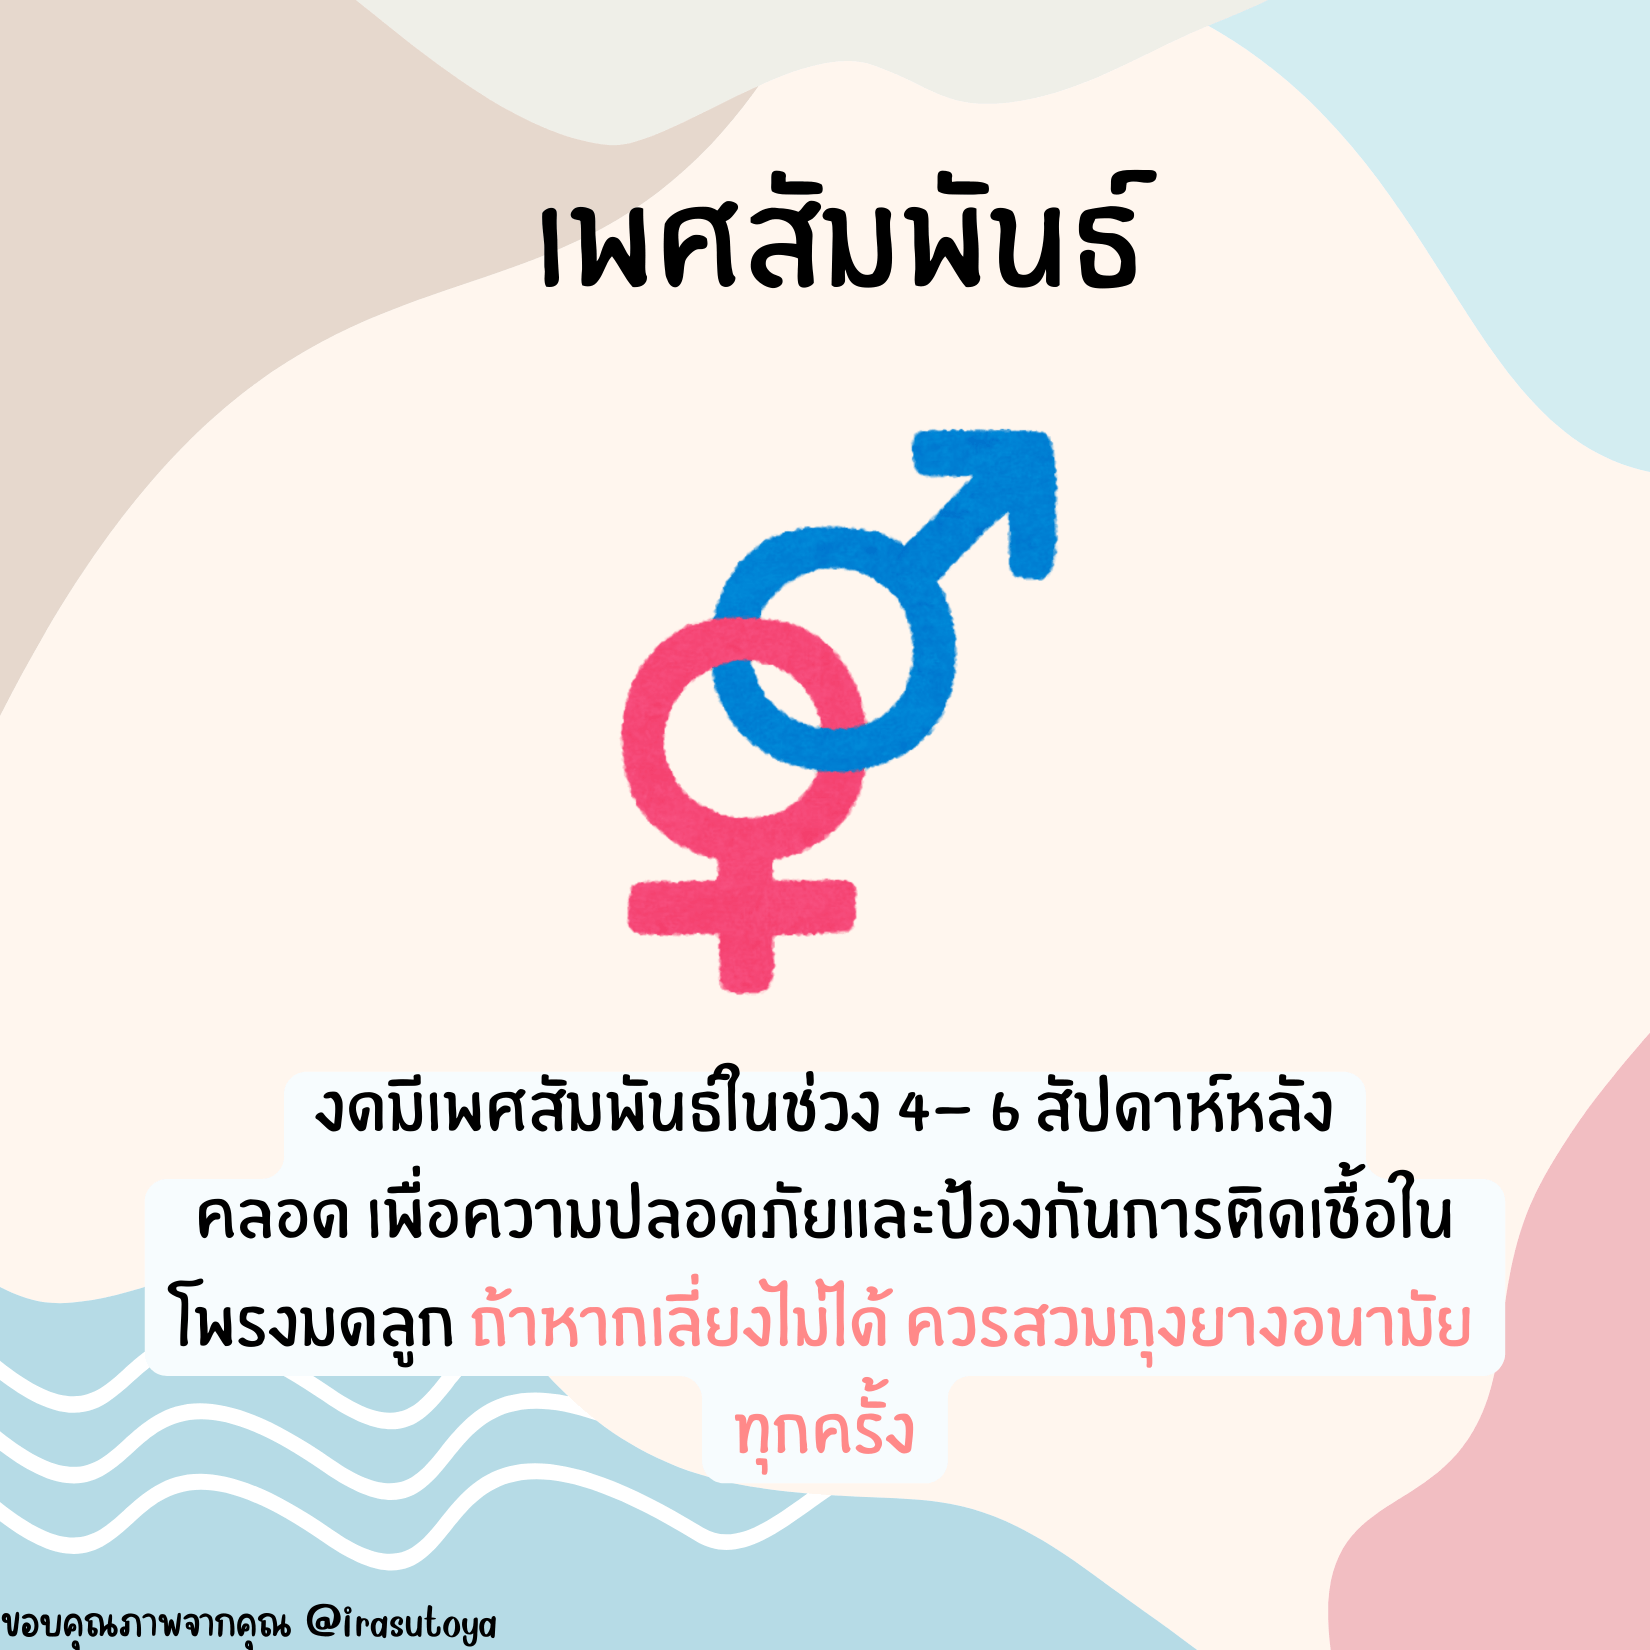 เพศสัมพันธ์
งดมีเพศสัมพันธ์ในช่วง 4- 6 สัปดาห์หลัง
คลอด เพื่อความปลอดภัยและป้องกันการติดเชื้อใน
โพรงมดลูก ถ้าหากเลี่ยงไม่ได้ ควรสวมถุงยางอนามัย
ทุกครั้ง
ขอบคุณภาพจากคุณ @irasutoya